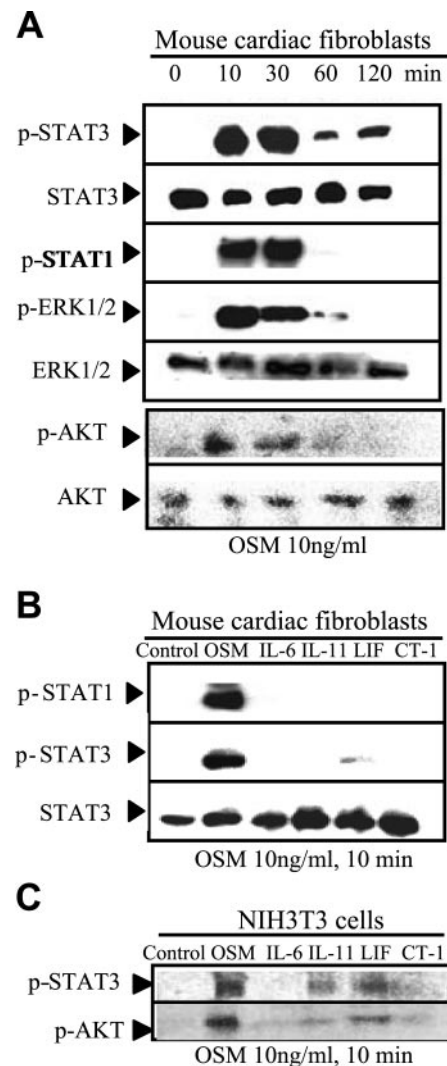 A
Mouse cardiac fibroblasts
0 10 30 60 120 min
p-STAT3
STAT3
p-STAT1
p-ERK1/2
ERK1/2
p-AKT
AKT
OSM 10ng/ml
B
Mouse cardiac fibroblasts
Control OSM IL-6 IL-11 LIF CT-1
p-STAT1
p-STAT3
STAT3
OSM 10ng/ml, 10 min
C
NIH3T3 cells
Control OSM IL-6 IL-11 LIF CT-1
p-STAT3
p-AKT
OSM 10ng/ml, 10 min